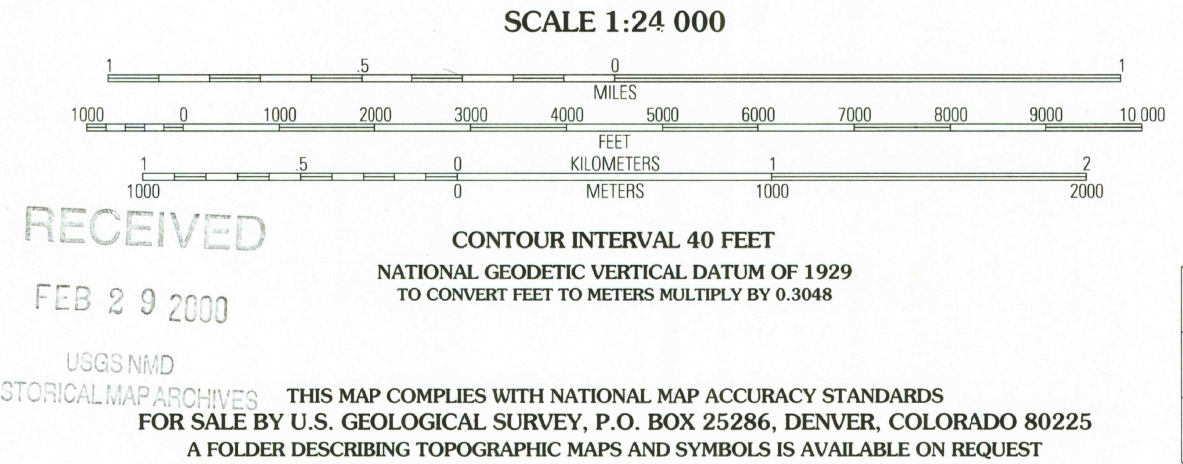 SCALE 1:24 000
1 .5 0 1
MILES
1000 0 1000 2000 3000 4000 5000 6000 7000 8000 9000 10 000
FEET
1 .5 0 KILOMETERS 1 2
1000 0 METERS 1000 2000
RECEIVED
FEB 2 9 2000
USGS NMD
STORICAL MAP ARCHIVES
CONTOUR INTERVAL 40 FEET
NATIONAL GEODETIC VERTICAL DATUM OF 1929
TO CONVERT FEET TO METERS MULTIPLY BY 0.3048
THIS MAP COMPLIES WITH NATIONAL MAP ACCURACY STANDARDS
FOR SALE BY U.S. GEOLOGICAL SURVEY, P.O. BOX 25286, DENVER, COLORADO 80225
A FOLDER DESCRIBING TOPOGRAPHIC MAPS AND SYMBOLS IS AVAILABLE ON REQUEST